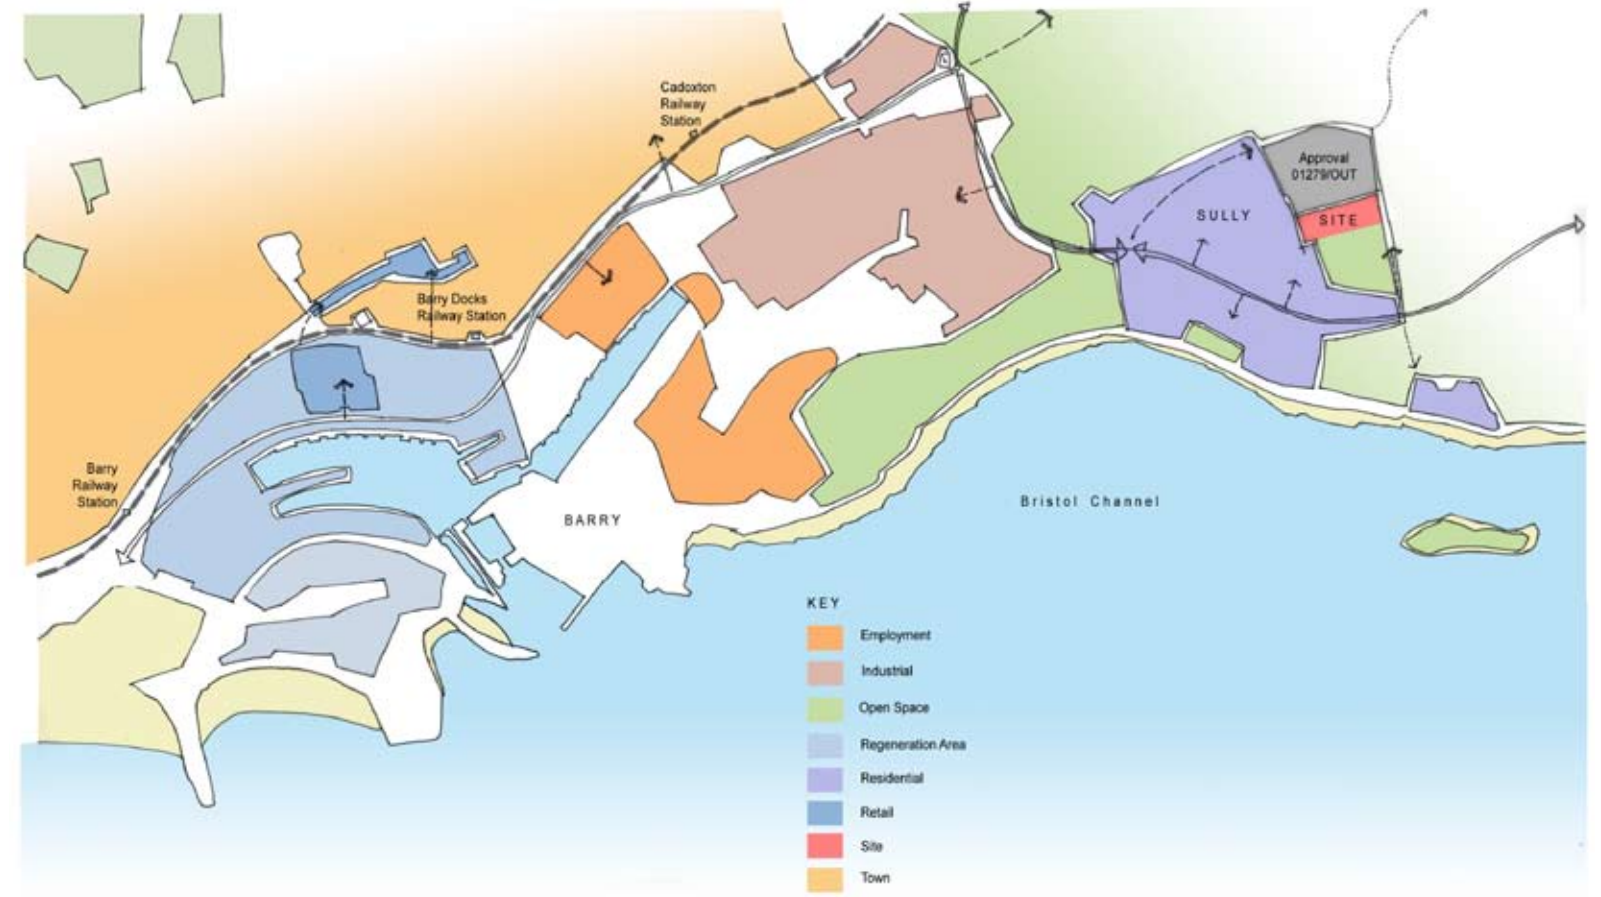 Cadoxton
Railway
Station
Approval
01279/OUT
SULLY
SITE
Barry Docks
Railway Station
Barry
Railway
Station
BARRY
Bristol Channel
KEY
Employment
Industrial
Open Space
Regeneration Area
Residential
Retail
Site
Town